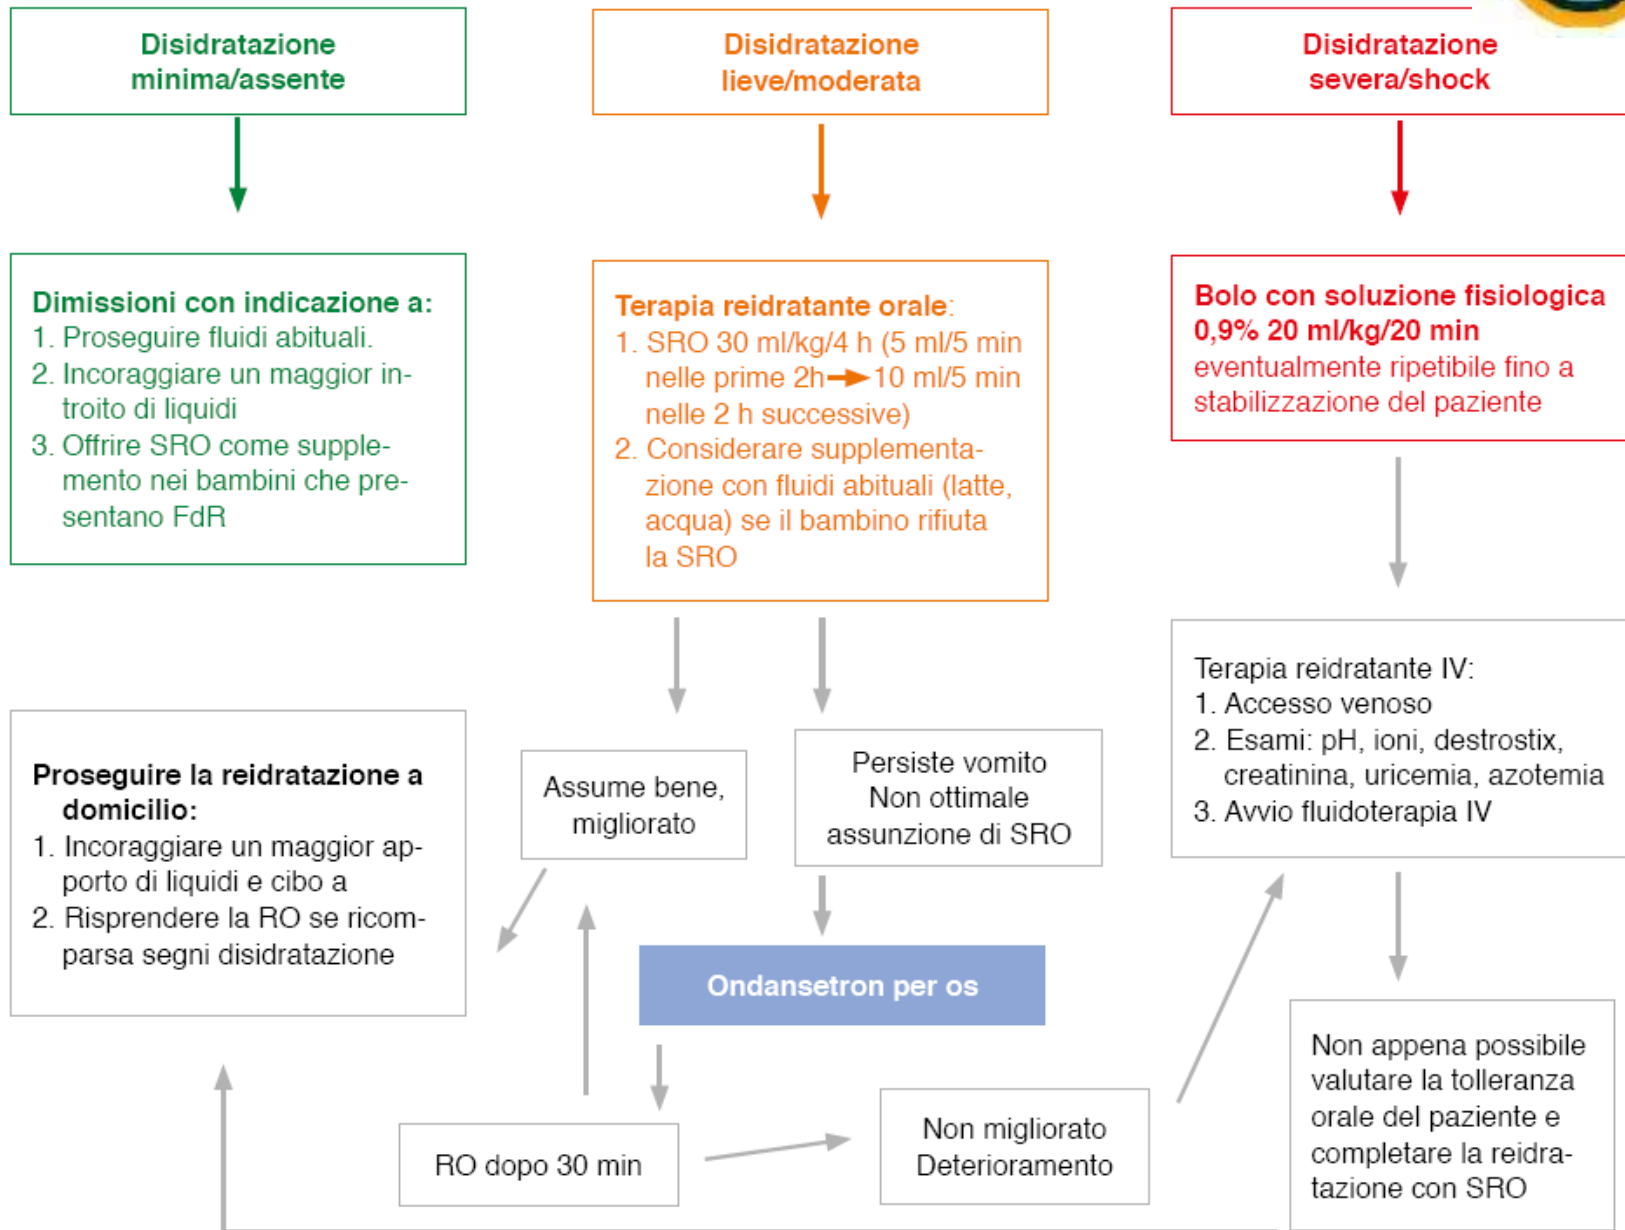 Disidratazione
minima/assente
Disidratazione
lieve/moderata
Disidratazione
severa/shock
Dimissioni con indicazione a:
1. Proseguire fluidi abituali.
2. Incoraggiare un maggior in-
troito di liquidi
3. Offrire SRO come supple-
mento nei bambini che pre-
sentano FdR
Terapia reidratante orale:
1. SRO 30 ml/kg/4 h (5 ml/5 min
nelle prime 2h→10 ml/5 min
nelle 2 h successive)
2. Considerare supplementa-
zione con fluidi abituali (latte,
acqua) se il bambino rifiuta
la SRO
Bolo con soluzione fisiologica
0,9% 20 ml/kg/20 min
eventualmente ripetibile fino a
stabilizzazione del paziente
Proseguire la reidratazione a
domicilio:
1. Incoraggiare un maggior ap-
porto di liquidi e cibo a
2. Risprendere la RO se ricom-
parsa segni disidratazione
Assume bene,
migliorato
Persiste vomito
Non ottimale
assunzione di SRO
Terapia reidratante IV:
1. Accesso venoso
2. Esami: pH, ioni, destrostix,
creatinina, uricemia, azotemia
3. Avvio fluidoterapia IV
Ondansetron per os
RO dopo 30 min
Non migliorato
Deterioramento
Non appena possibile
valutare la tolleranza
orale del paziente e
completare la reidra-
tazione con SRO